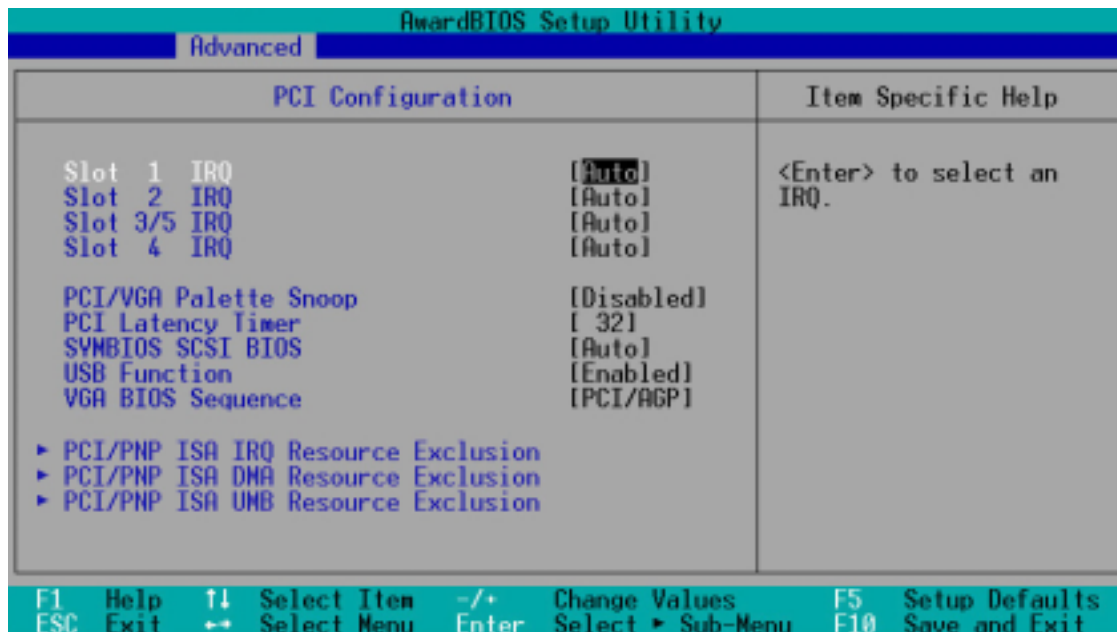 AwardBIOS Setup Utility
Advanced
PCI Configuration
Item Specific Help
Slot 1 IRQ [Auto]
Slot 2 IRQ [Auto]
Slot 3/5 IRQ [Auto]
Slot 4 IRQ [Auto]
PCI/VGA Palette Snoop [Disabled]
PCI Latency Timer [ 32]
SYMBIOS SCSI BIOS [Auto]
USB Function [Enabled]
VGA BIOS Sequence [PCI/AGP]
► PCI/PNP ISA IRQ Resource Exclusion
► PCI/PNP ISA DMA Resource Exclusion
► PCI/PNP ISA UMB Resource Exclusion
<Enter> to select an
IRQ.
F1 Help ↑↓ Select Item -/+ Change Values F5 Setup Defaults
ESC Exit ←→ Select Menu Enter Select ► Sub-Menu F10 Save and Exit